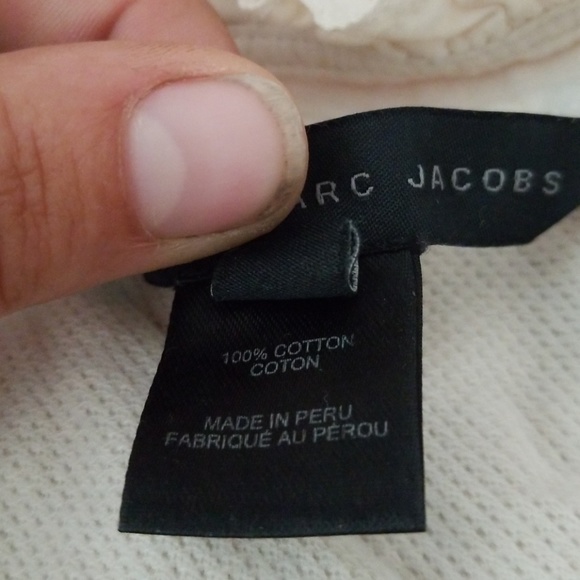 ARC JACOBS
100% COTTON
COTON
MADE IN PERU
FABRIQUÉ AU PÉROU